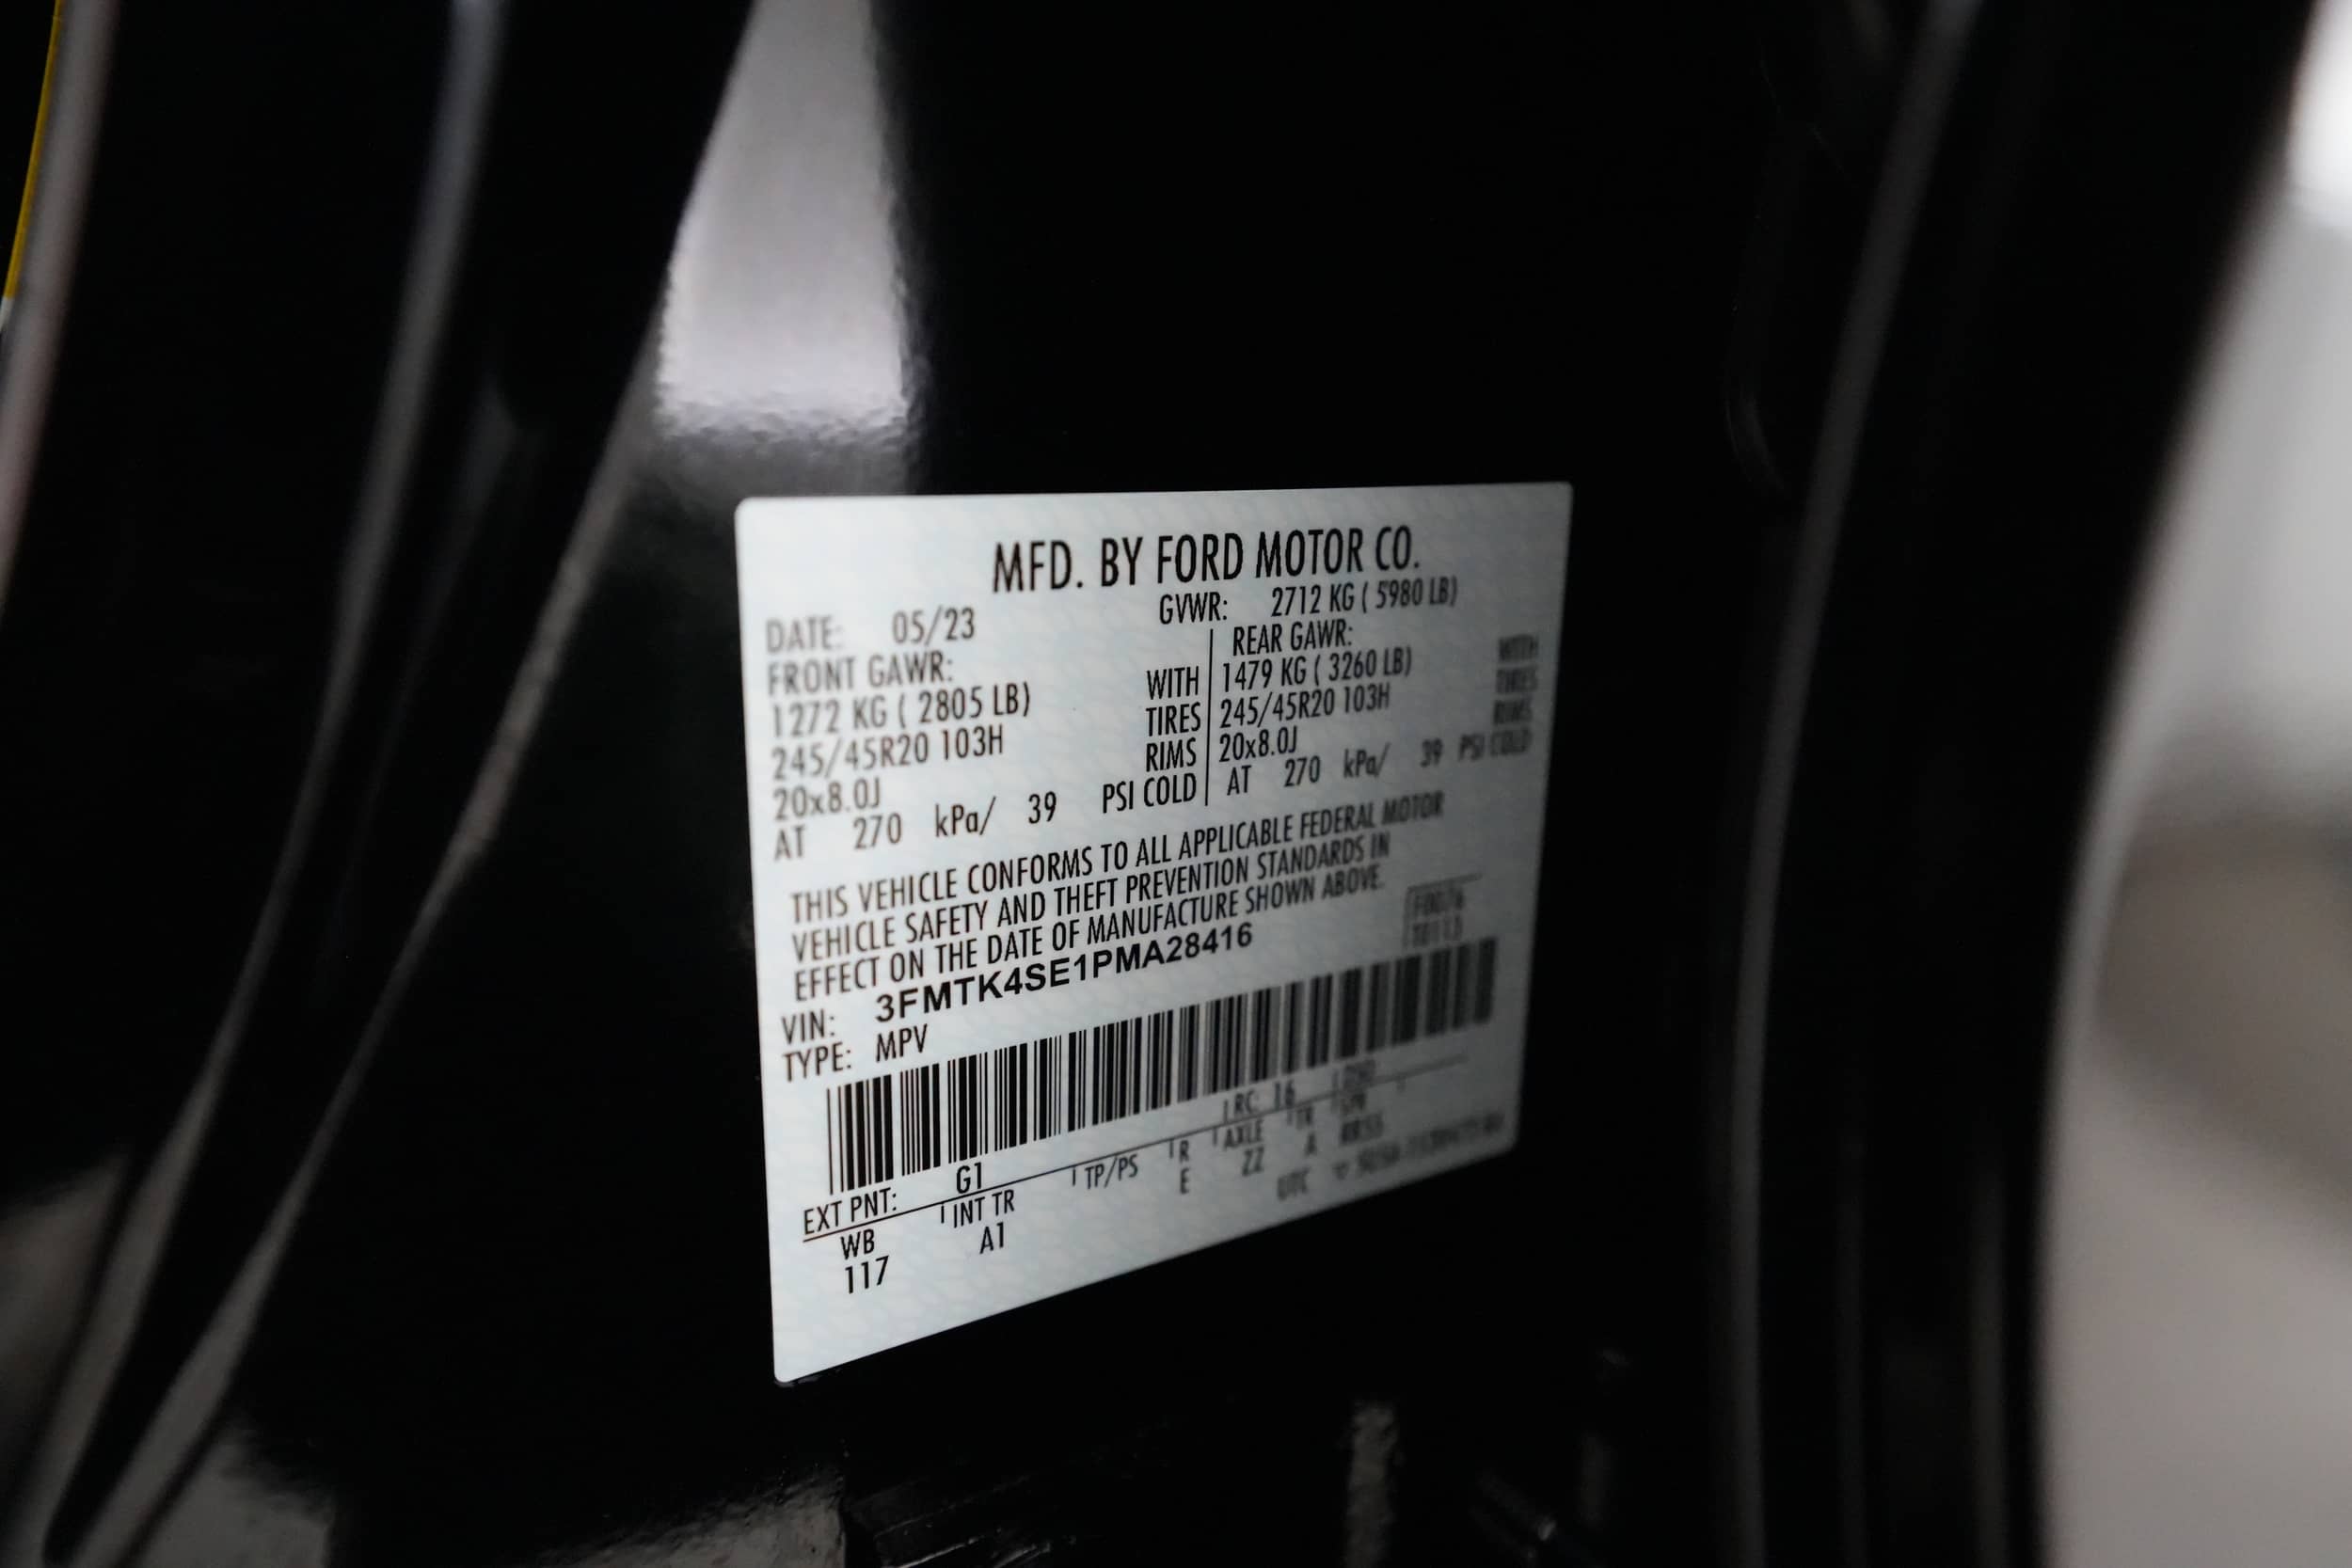 MFD. BY FORD MOTOR CO.
DATE: 05/23 GVWR: 2712 KG ( 5980 LB)
FRONT GAWR: REAR GAWR:
1272 KG ( 2805 LB) WITH 1479 KG ( 3260 LB) WITH
245/45R20 103H TIRES 245/45R20 103H TIRES
20x8.0J RIMS 20x8.0J RIMS
AT 270 kPa/ 39 PSI COLD AT 270 kPa/ 39 PSI COLD
THIS VEHICLE CONFORMS TO ALL APPLICABLE FEDERAL MOTOR
VEHICLE SAFETY AND THEFT PREVENTION STANDARDS IN
EFFECT ON THE DATE OF MANUFACTURE SHOWN ABOVE.
VIN: 3FMTK4SE1PMA28416
TYPE: MPV
EXT PNT: G1 RC: 16
WB INT TR TP/PS R AXLE TR SPR
117 A1 E ZZ A
UTC